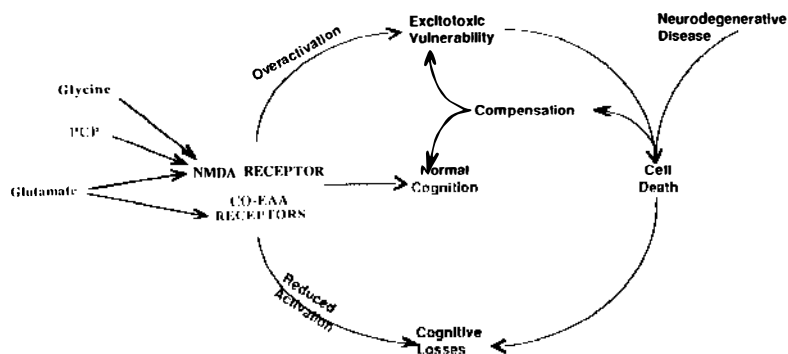 Excitotoxic
Vulnerability
Neurodegenerative
Disease
Overactivation
Glycine
Compensation
PCP
NMDA RECEPTOR
Normal
Cognition
Cell
Death
Glutamate
CO-EAA
RECEPTORS
Reduced
Activation
Cognitive
Losses